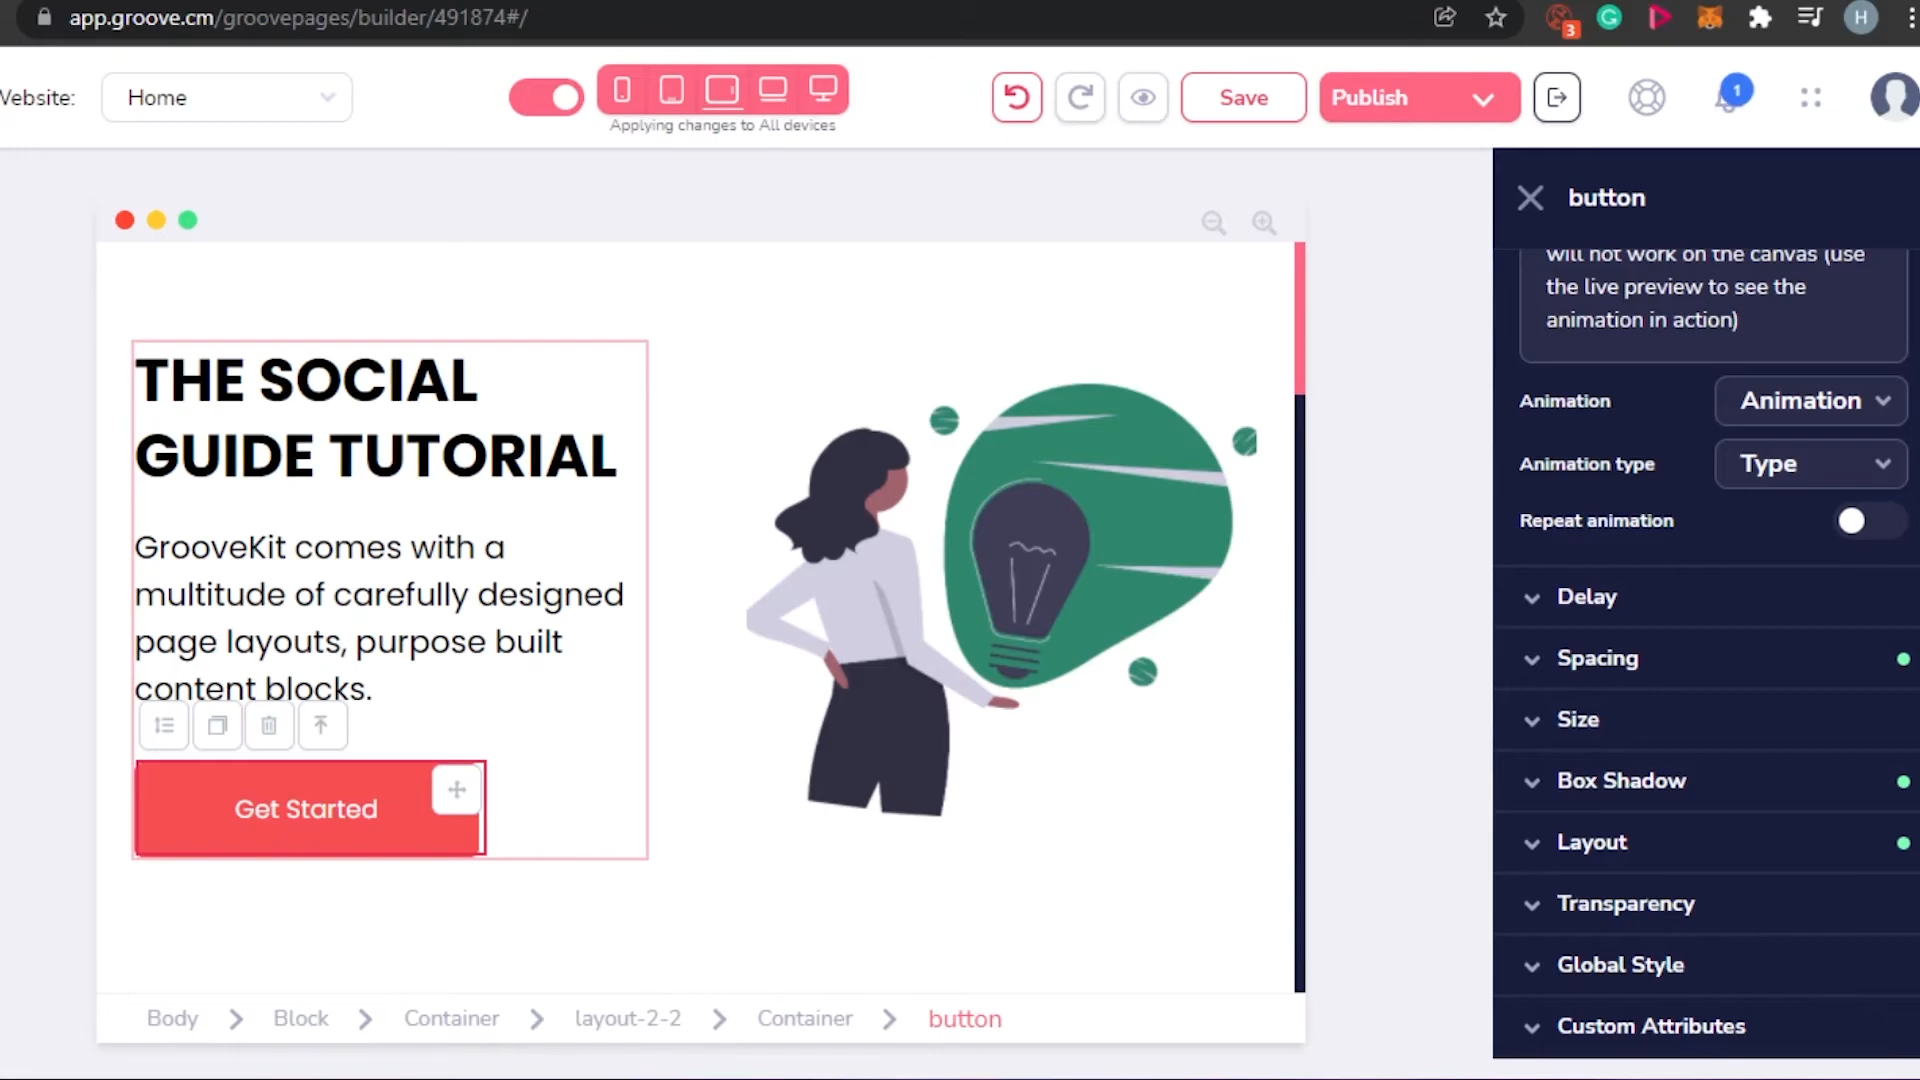 app.groove.cm/groovepages/builder/491874#/
3
H
Website:
Home
Applying changes to All devices
Save
Publish
1
button
will not work on the canvas (use
the live preview to see the
animation in action)
Animation
Animation
Animation type
Type
Repeat animation
Delay
Spacing
Size
Box Shadow
Layout
Transparency
Global Style
Custom Attributes
THE SOCIAL
GUIDE TUTORIAL
GrooveKit comes with a
multitude of carefully designed
page layouts, purpose built
content blocks.
Get Started
Body > Block > Container > layout-2-2 > Container > button